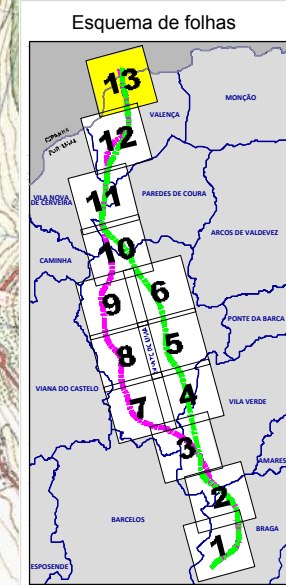 Esquema de folhas
13
MONÇÃO
VALENÇA
ESPANHA
PORTUGAL
12
11
VILA NOVA
DE CERVEIRA
PAREDES DE COURA
ARCOS DE VALDEVEZ
10
CAMINHA
6
9
PONTE DA BARCA
PONTE DE LIMA
5
8
VIANA DO CASTELO
4
7
VILA VERDE
3
AMARES
2
BARCELOS
BRAGA
1
ESPOSENDE